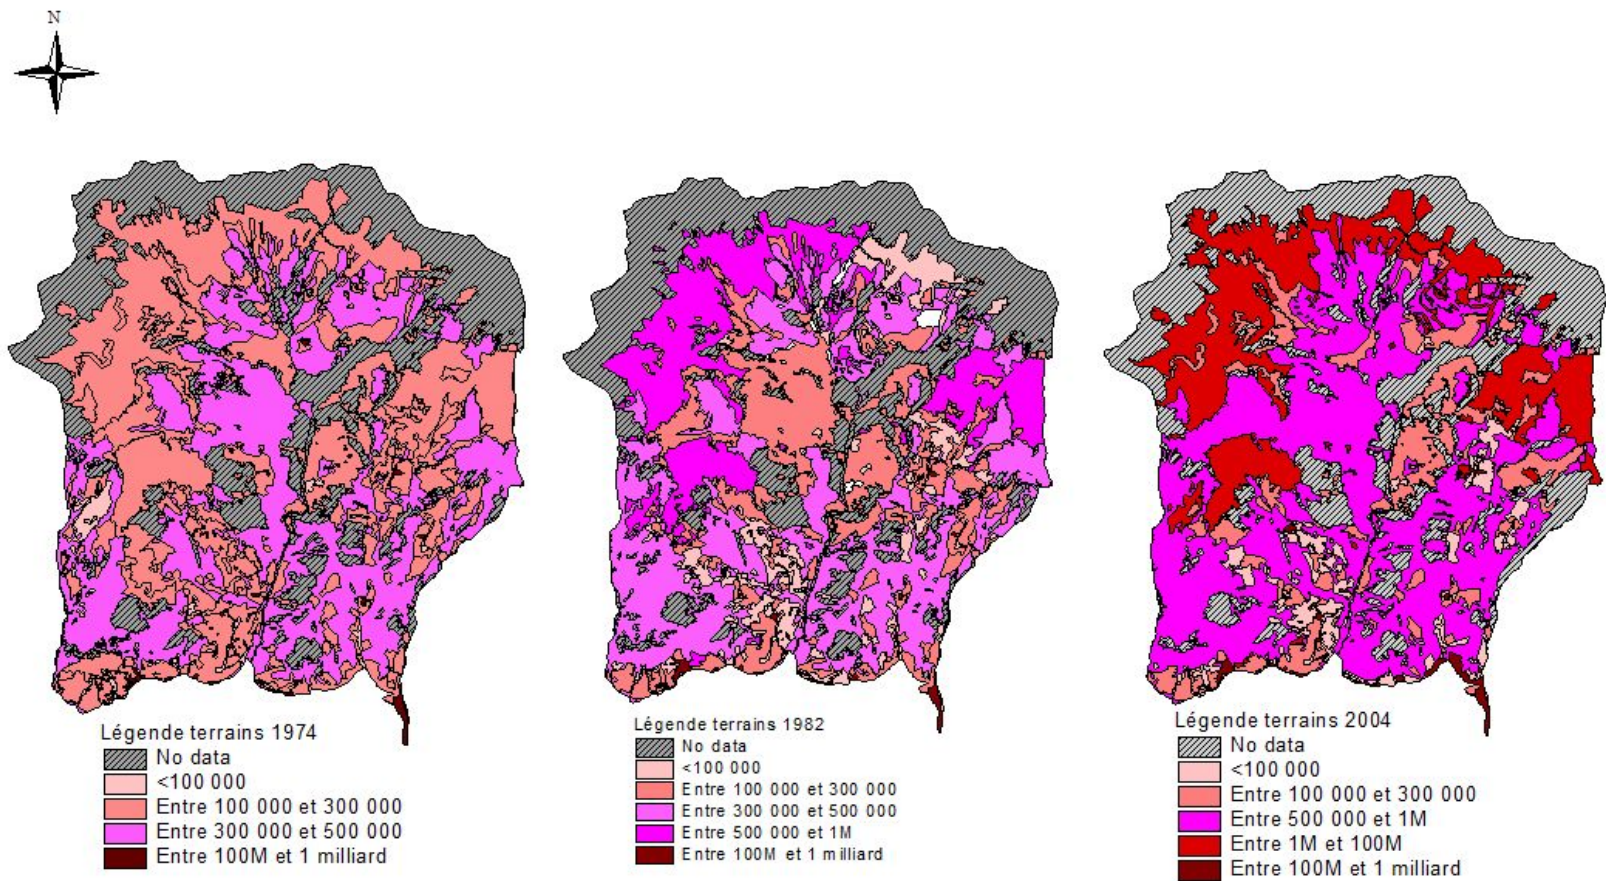 N
Légende terrains 1974
No data
<100 000
Entre 100 000 et 300 000
Entre 300 000 et 500 000
Entre 100M et 1 milliard
Légende terrains 1982
No data
<100 000
Entre 100 000 et 300 000
Entre 300 000 et 500 000
Entre 500 000 et 1M
Entre 100M et 1 milliard
Légende terrains 2004
No data
<100 000
Entre 100 000 et 300 000
Entre 500 000 et 1M
Entre 1M et 100M
Entre 100M et 1 milliard